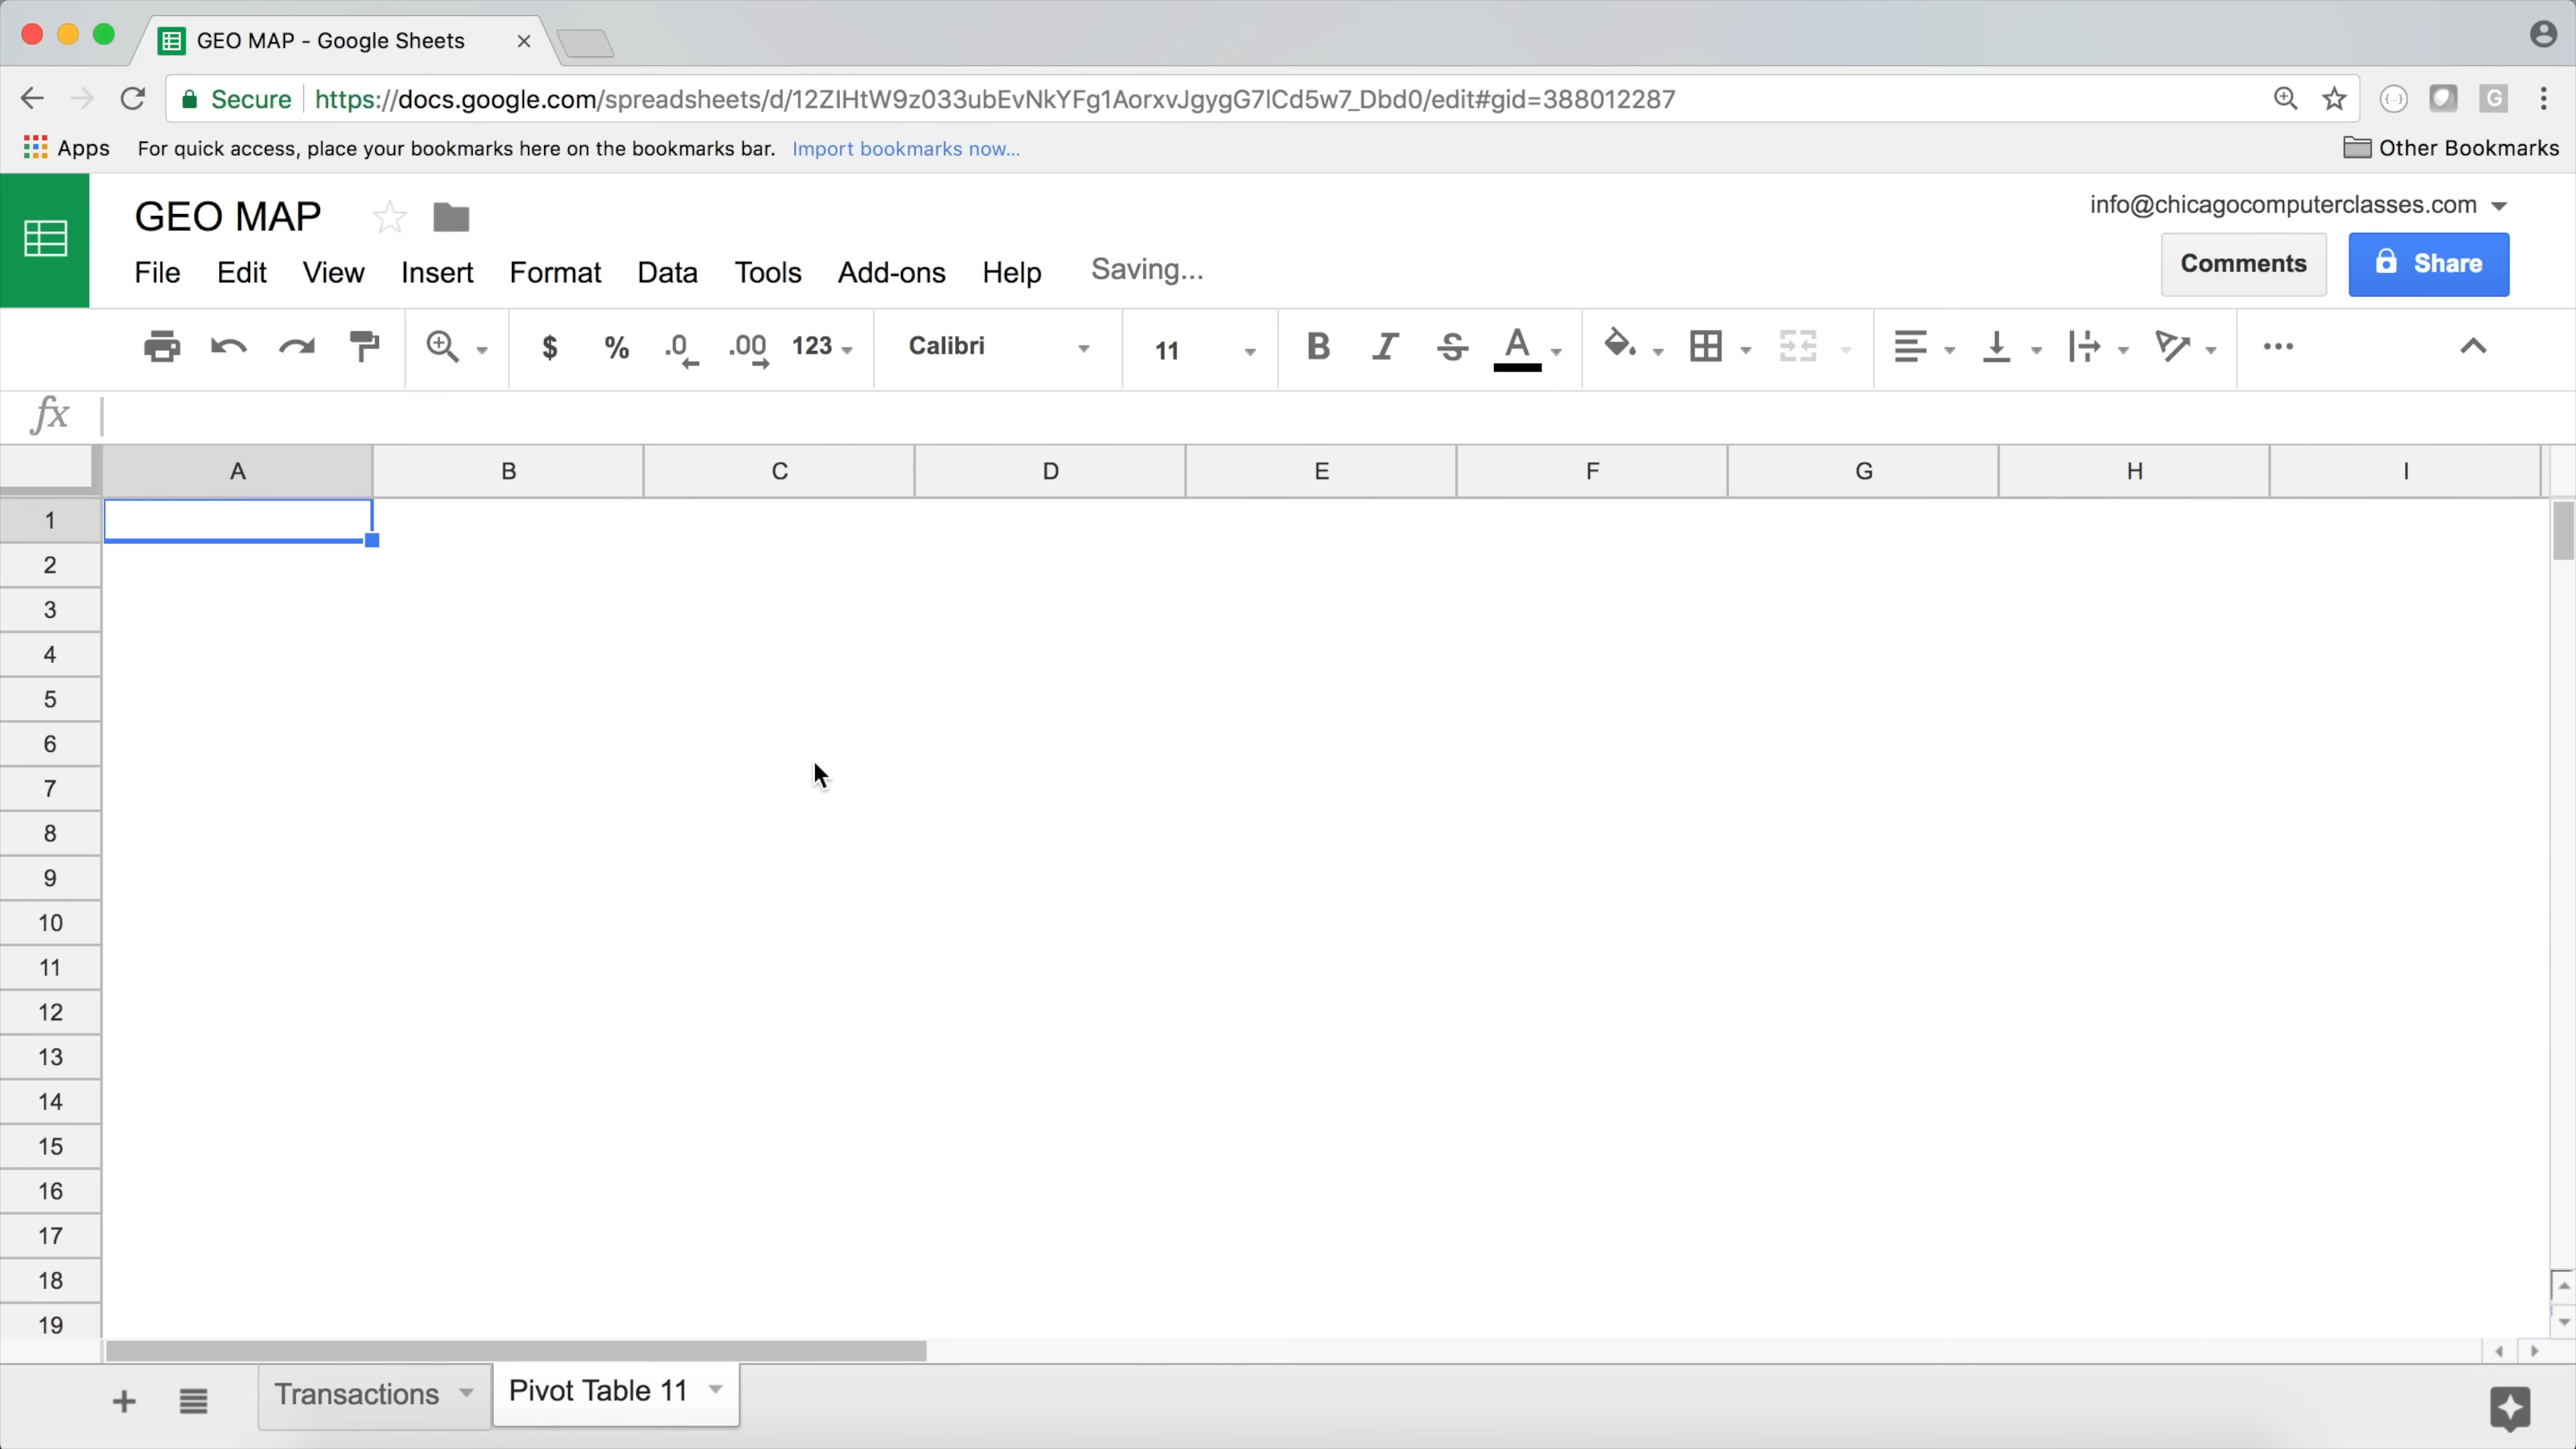 GEO MAP - Google Sheets
Secure https://docs.google.com/spreadsheets/d/12ZIHtW9z033ubEvNkYFg1AorxvJgygG7lCd5w7_Dbd0/edit#gid=388012287
Apps For quick access, place your bookmarks here on the bookmarks bar. Import bookmarks now... Other Bookmarks
GEO MAP
info@chicagocomputerclasses.com
File Edit View Insert Format Data Tools Add-ons Help Saving...
Comments Share
$ % .0 .00 123 Calibri 11 B I S A
fx
A B C D E F G H I
1
2
3
4
5
6
7
8
9
10
11
12
13
14
15
16
17
18
19
Transactions Pivot Table 11